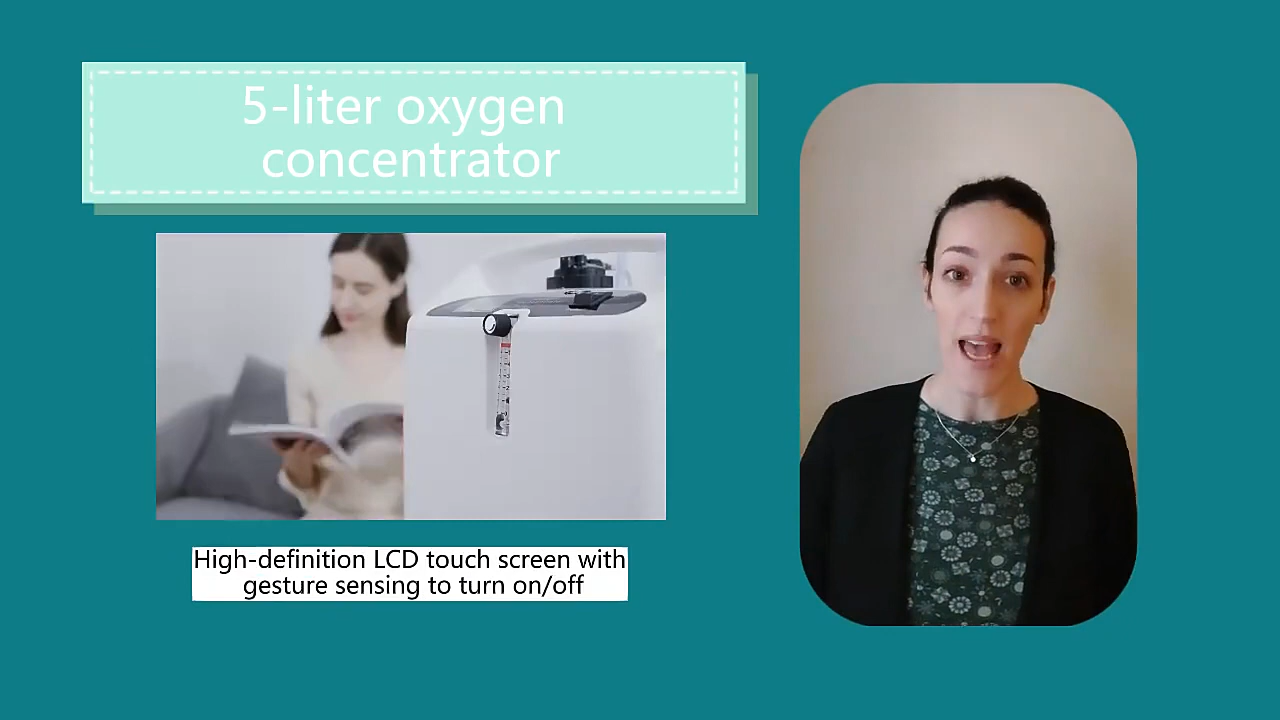 5-liter oxygen
concentrator
High-definition LCD touch screen with
gesture sensing to turn on/off